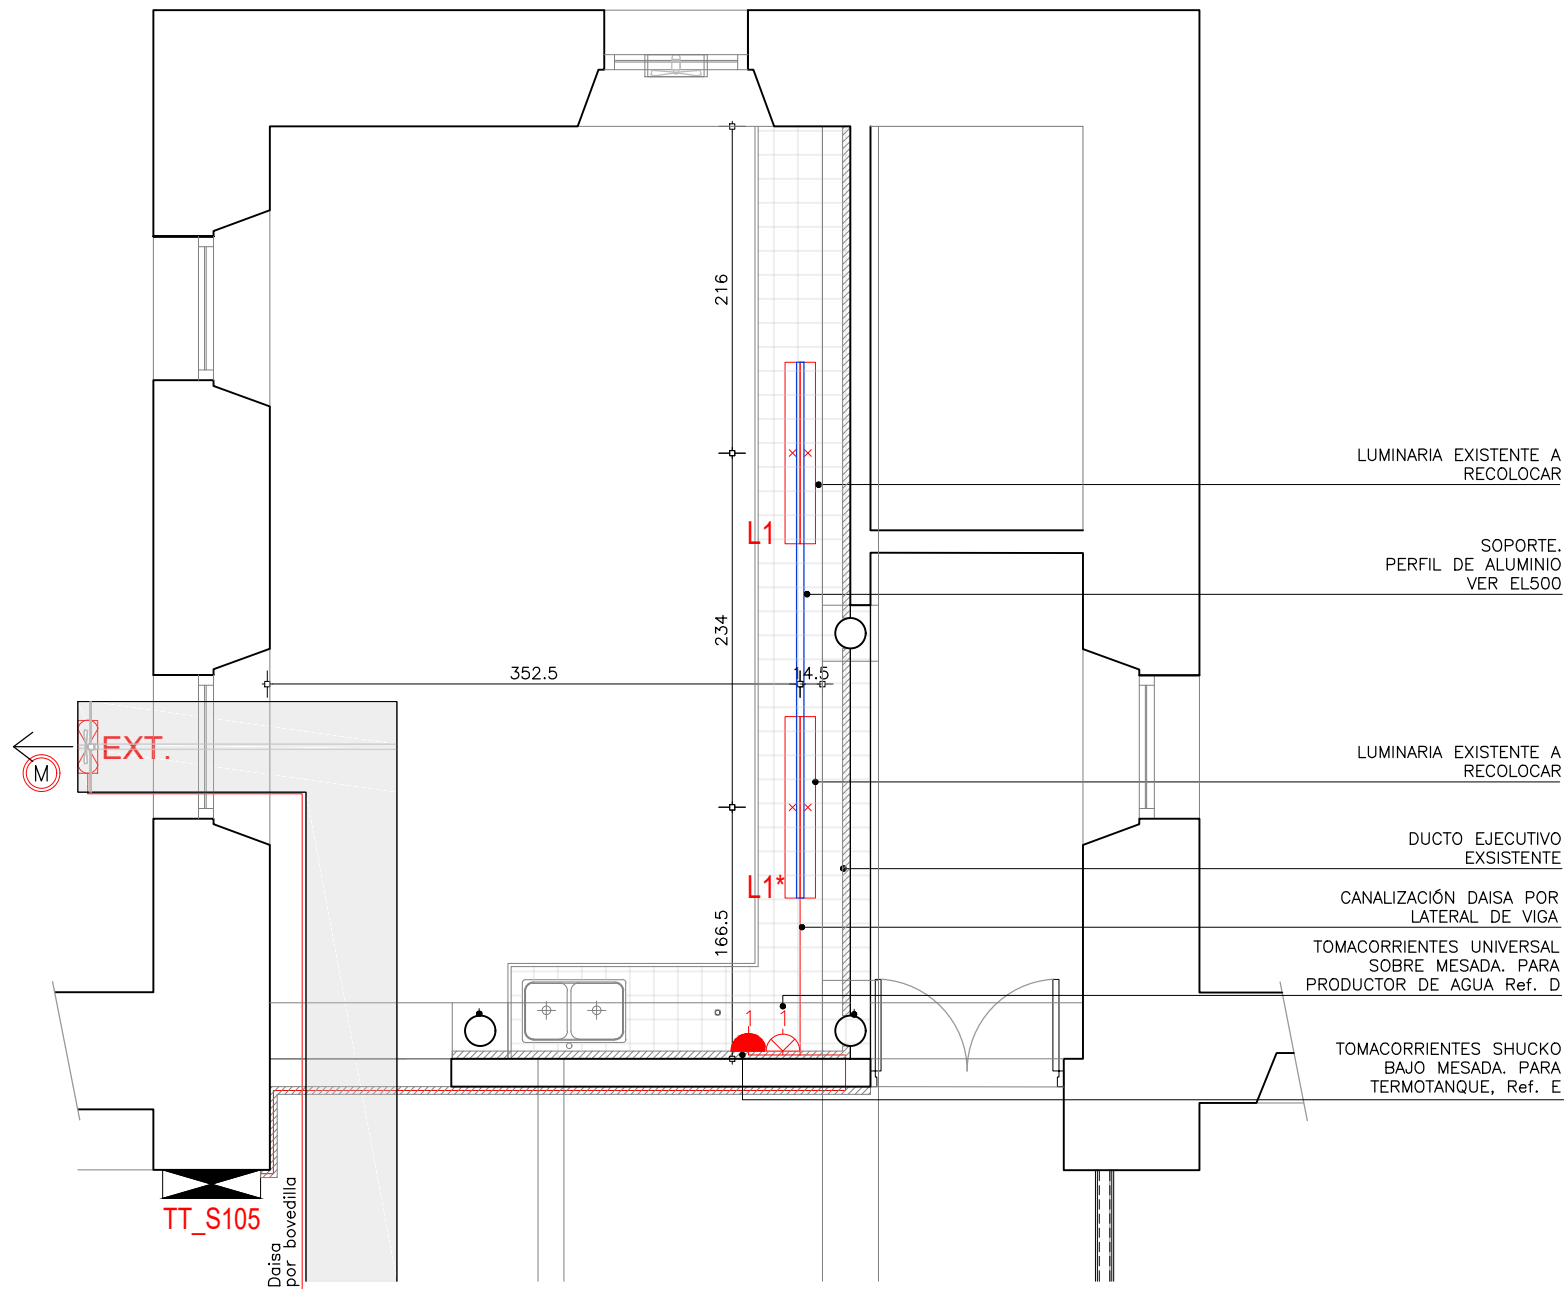 216
LUMINARIA EXISTENTE A
RECOLOCAR
L1
SOPORTE.
PERFIL DE ALUMINIO
VER EL500
234
352.5
14.5
EXT.
M
LUMINARIA EXISTENTE A
RECOLOCAR
DUCTO EJECUTIVO
EXSISTENTE
L1*
166.5
CANALIZACIÓN DAISA POR
LATERAL DE VIGA
TOMACORRIENTES UNIVERSAL
SOBRE MESADA. PARA
PRODUCTOR DE AGUA Ref. D
1
1
TOMACORRIENTES SHUCKO
BAJO MESADA. PARA
TERMOTANQUE, Ref. E
TT_S105
Daisa
por bovedilla